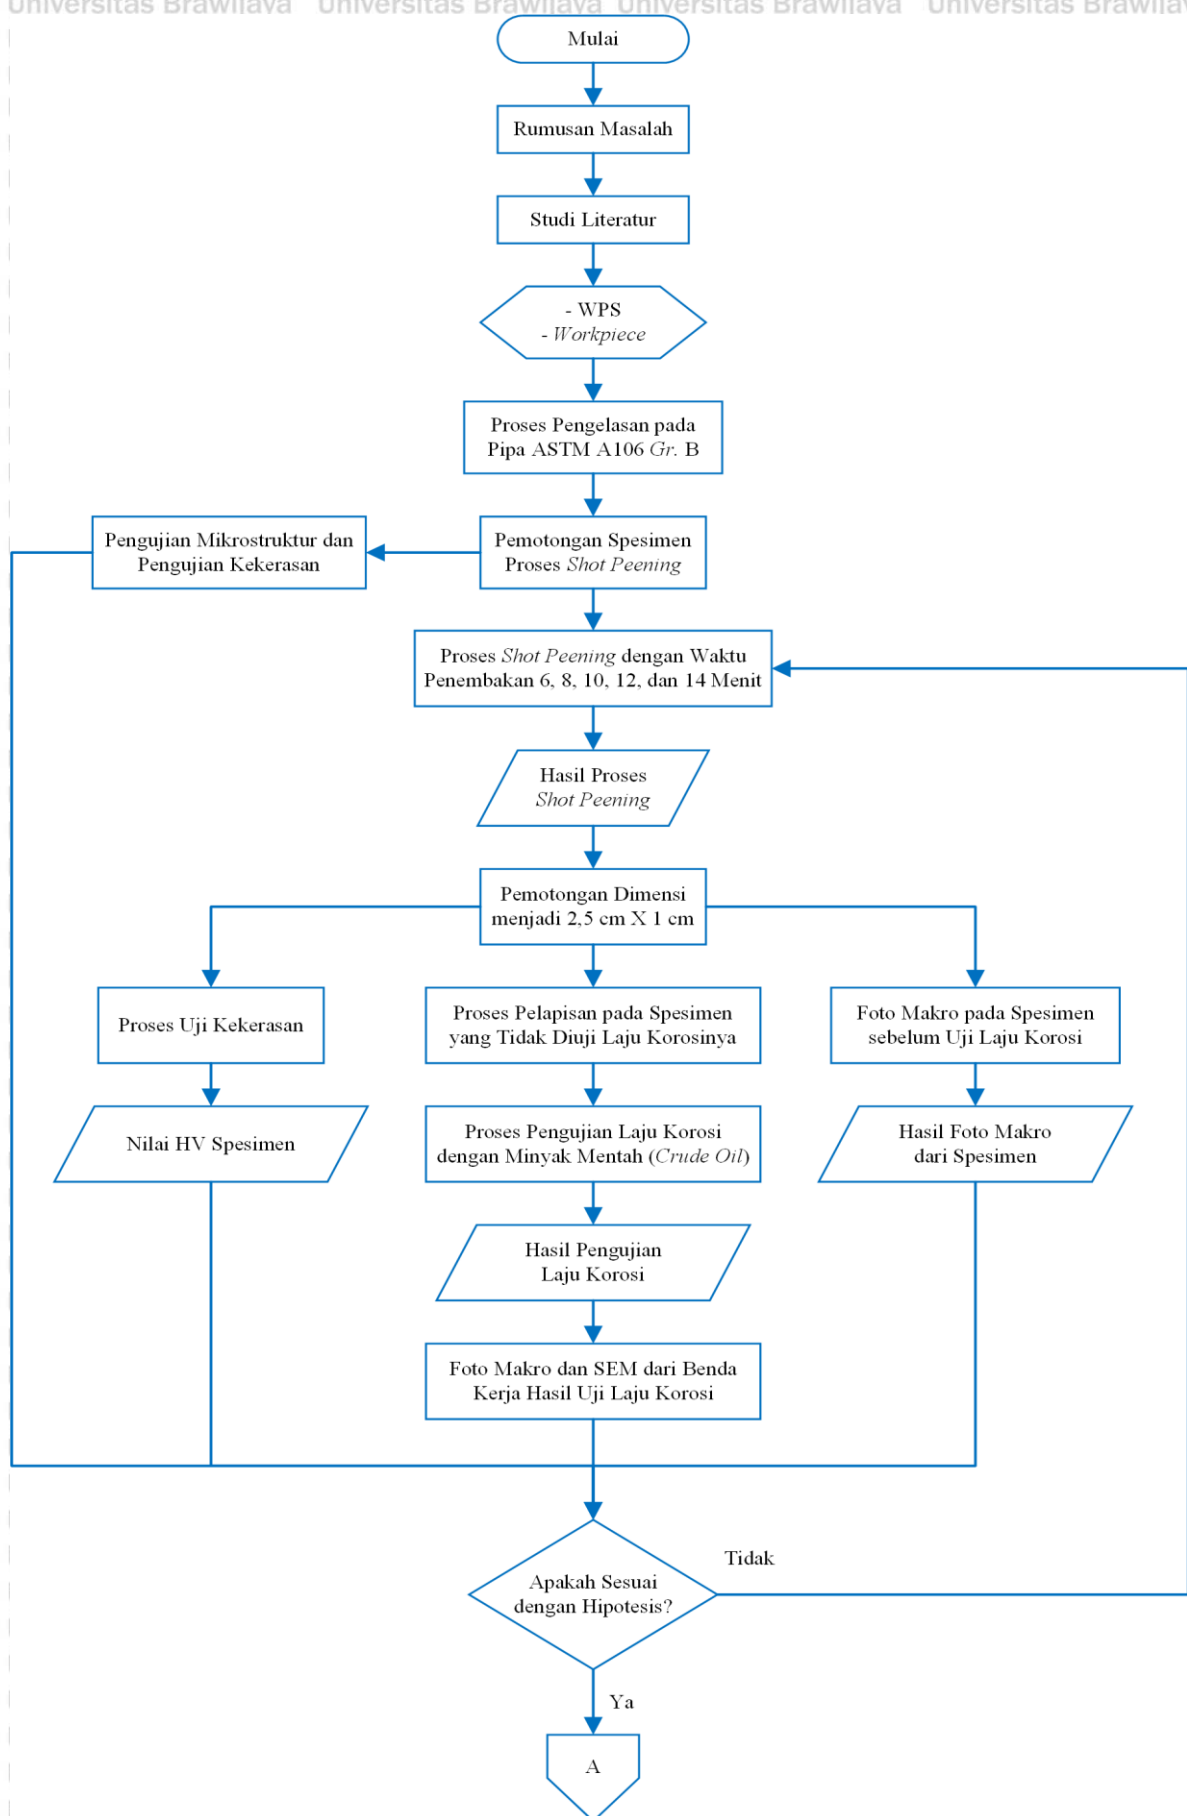 Universitas Brawijaya Universitas Brawijaya Universitas Brawijaya Universitas Brawijay
Mulai
Rumusan Masalah
Studi Literatur
- WPS
- Workpiece
Proses Pengelasan pada
Pipa ASTM A106 Gr. B
Pengujian Mikrostruktur dan
Pengujian Kekerasan
Pemotongan Spesimen
Proses Shot Peening
Proses Shot Peening dengan Waktu
Penembakan 6, 8, 10, 12, dan 14 Menit
Hasil Proses
Shot Peening
Pemotongan Dimensi
menjadi 2,5 cm X 1 cm
Proses Uji Kekerasan
Proses Pelapisan pada Spesimen
yang Tidak Diuji Laju Korosinya
Foto Makro pada Spesimen
sebelum Uji Laju Korosi
Nilai HV Spesimen
Proses Pengujian Laju Korosi
dengan Minyak Mentah (Crude Oil)
Hasil Foto Makro
dari Spesimen
Hasil Pengujian
Laju Korosi
Foto Makro dan SEM dari Benda
Kerja Hasil Uji Laju Korosi
Tidak
Apakah Sesuai
dengan Hipotesis?
Ya
A